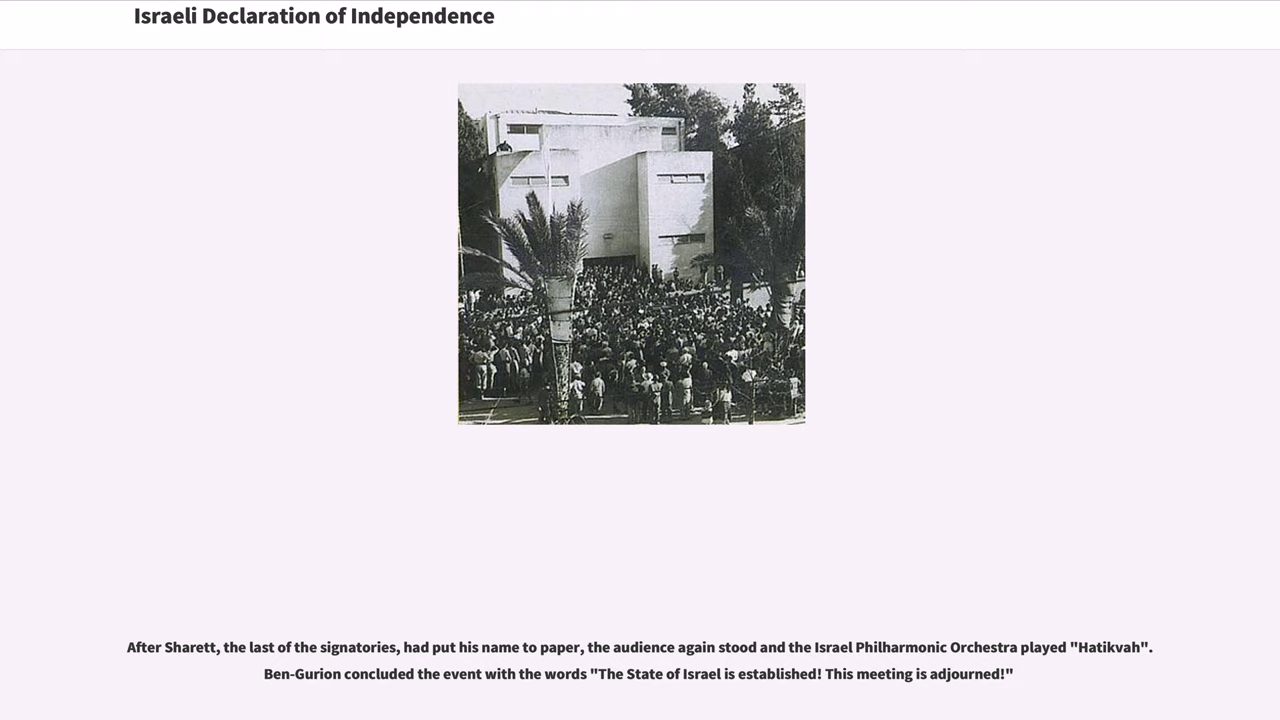 Israeli Declaration of Independence
After Sharett, the last of the signatories, had put his name to paper, the audience again stood and the Israel Philharmonic Orchestra played "Hatikvah".
Ben-Gurion concluded the event with the words "The State of Israel is established! This meeting is adjourned!"